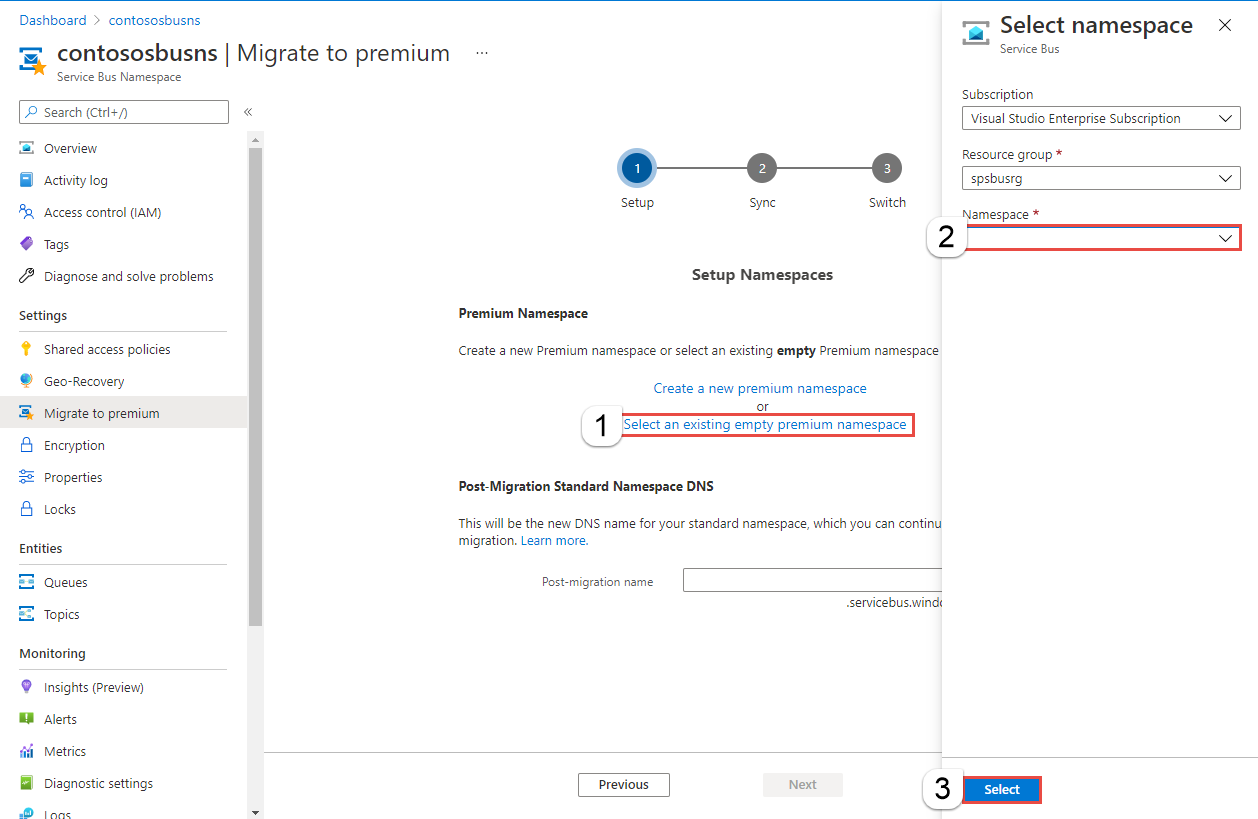 Dashboard > contososbusns
contososbusns | Migrate to premium ...
Service Bus Namespace
Search (Ctrl+/)
«
Overview
Activity log
Access control (IAM)
Tags
Diagnose and solve problems
Settings
Shared access policies
Geo-Recovery
Migrate to premium
Encryption
Properties
Locks
Entities
Queues
Topics
Monitoring
Insights (Preview)
Alerts
Metrics
Diagnostic settings
Logs
1 2 3
Setup Sync Switch
Setup Namespaces
Premium Namespace
Create a new Premium namespace or select an existing empty Premium namespace
Create a new premium namespace
or
1 Select an existing empty premium namespace
Post-Migration Standard Namespace DNS
This will be the new DNS name for your standard namespace, which you can continu
migration. Learn more.
Post-migration name
.servicebus.windo
Previous Next
Select namespace
Service Bus
Subscription
Visual Studio Enterprise Subscription
Resource group *
spsbusrg
Namespace *
2
3 Select